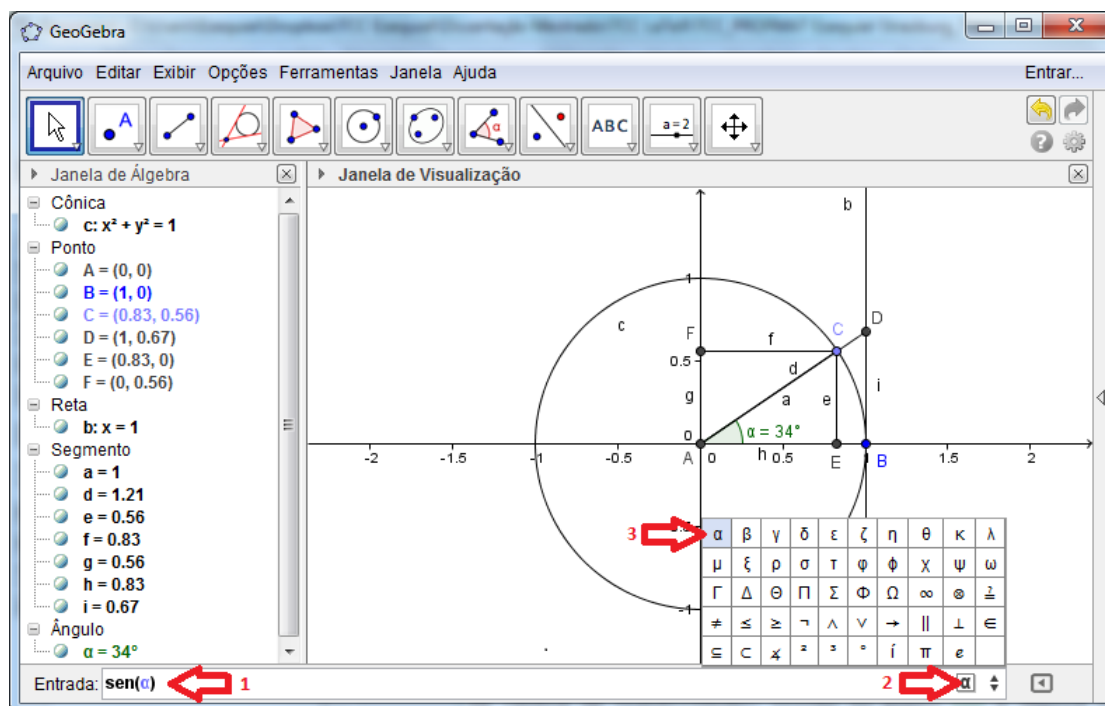 GeoGebra
Arquivo Editar Exibir Opções Ferramentas Janela Ajuda
Entrar...
A
α
ABC
a=2
Janela de Álgebra
Janela de Visualização
Cônica
c: x² + y² = 1
Ponto
A = (0, 0)
B = (1, 0)
C = (0.83, 0.56)
D = (1, 0.67)
E = (0.83, 0)
F = (0, 0.56)
Reta
b: x = 1
Segmento
a = 1
d = 1.21
e = 0.56
f = 0.83
g = 0.56
h = 0.83
i = 0.67
Ângulo
α = 34°
b
1
c
F
f
C
D
0.5
d
g
a
e
i
0
α = 34°
-2
-1.5
-1
-0.5
A
0
h
0.5
E
1
B
1.5
2
-1
3
α β γ δ ε ζ η θ κ λ
μ ξ ρ σ τ φ ϕ χ ψ ω
Γ Δ Θ Π Σ Φ Ω ∞ ⊗ ≟
≠ ≤ ≥ ¬ ∧ ∨ → ∥ ⊥ ∈
⊆ ⊂ ∡ ² ³ ° í π ℯ
Entrada: sen(α)
1
2
α